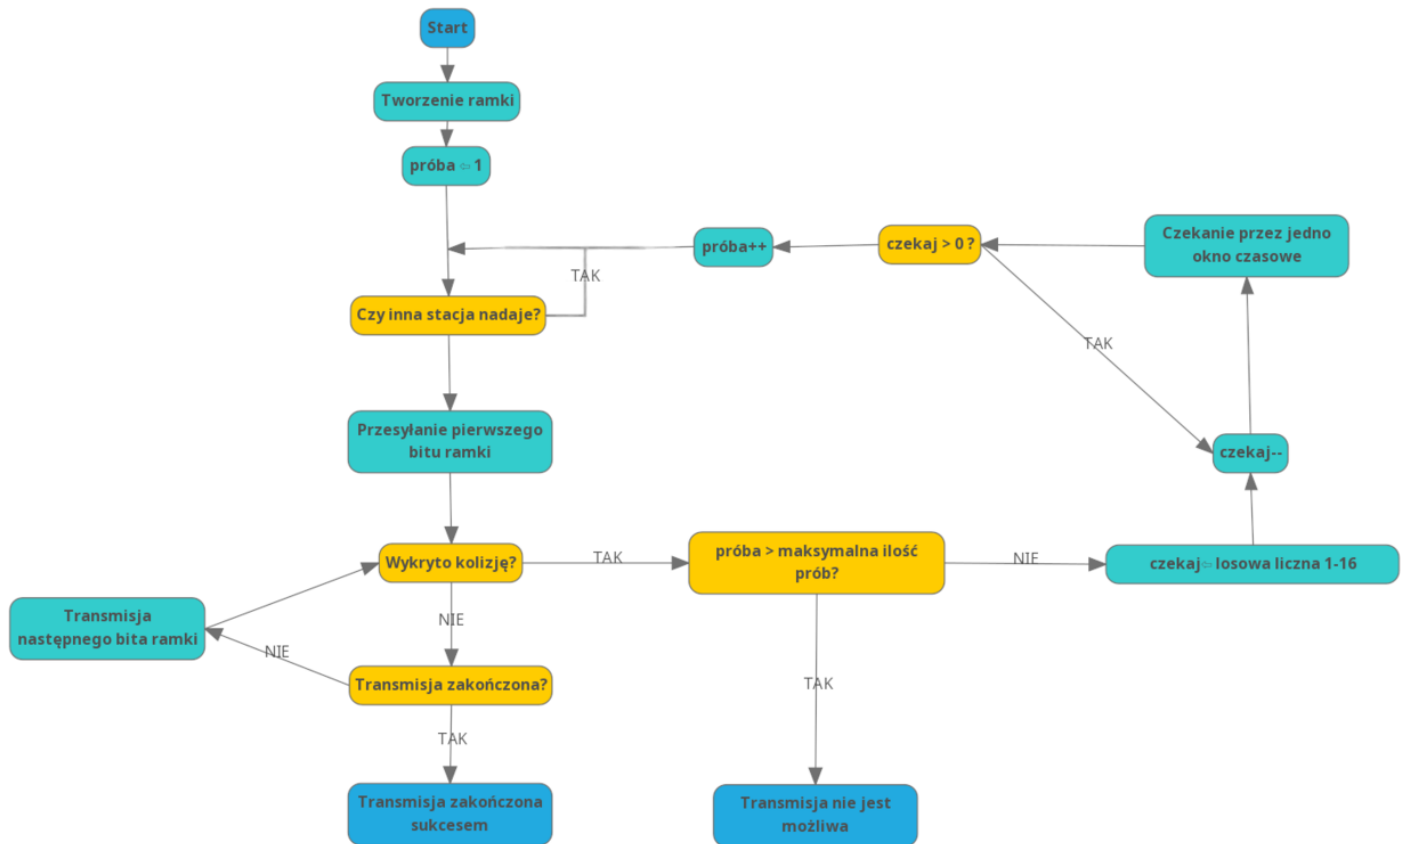 Start
Tworzenie ramki
próba ⇦ 1
próba++
czekaj > 0 ?
Czekanie przez jedno
okno czasowe
TAK
Czy inna stacja nadaje?
TAK
Przesyłanie pierwszego
bitu ramki
czekaj--
Wykryto kolizję?
TAK
próba > maksymalna ilość
prób?
NIE
czekaj⇦ losowa liczna 1-16
NIE
Transmisja
następnego bita ramki
NIE
Transmisja zakończona?
TAK
TAK
Transmisja zakończona
sukcesem
Transmisja nie jest
możliwa